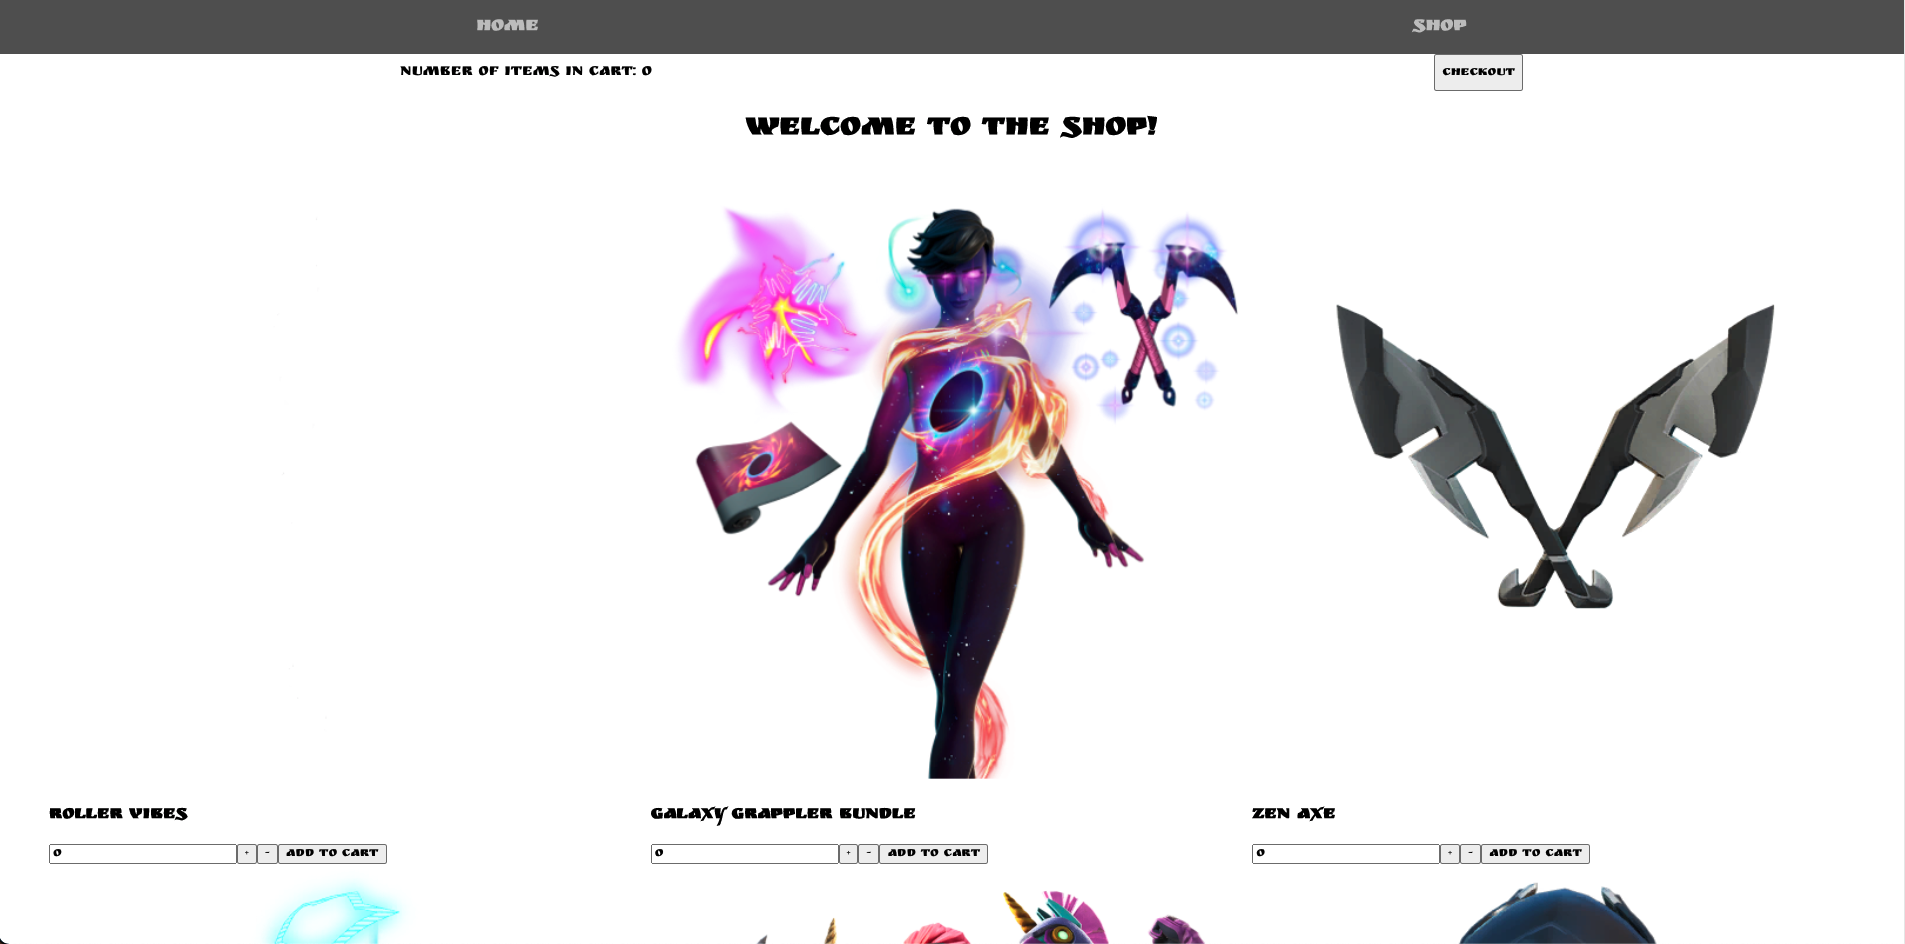 HOME SHOP
NUMBER OF ITEMS IN CART: 0 CHECKOUT
WELCOME TO THE SHOP!
ROLLER VIBES
GALAXY GRAPPLER BUNDLE
ZEN AXE
0 + - ADD TO CART
0 + - ADD TO CART
0 + - ADD TO CART